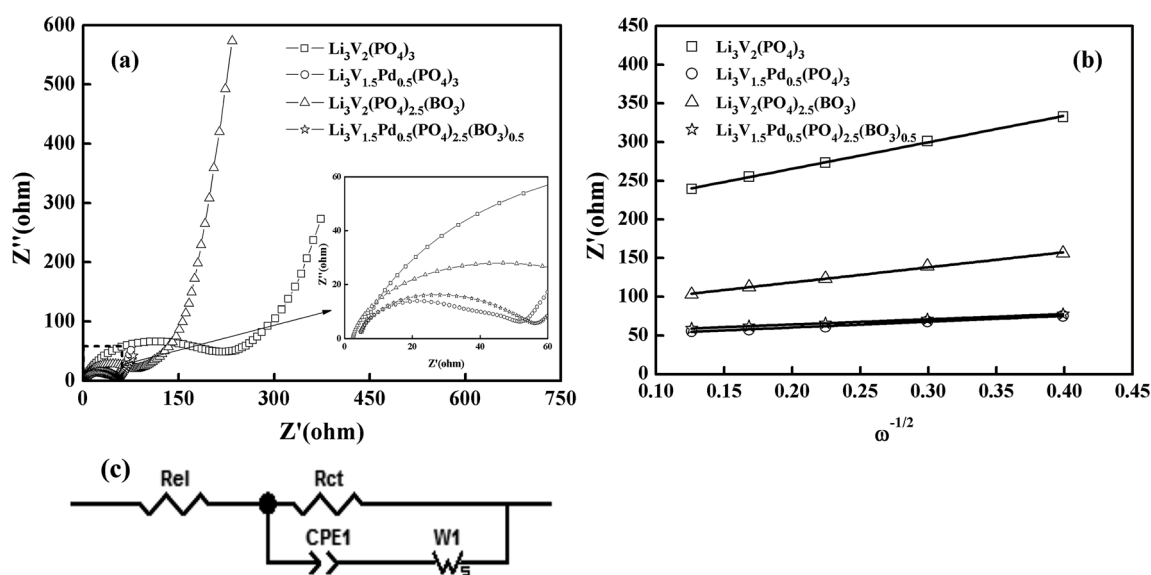 (a)
Z''(ohm)
600
500
400
300
200
100
0
0 150 300 450 600 750
Z'(ohm)
Li3V2(PO4)3
Li3V1.5Pd0.5(PO4)3
Li3V2(PO4)2.5(BO3)
Li3V1.5Pd0.5(PO4)2.5(BO3)0.5
Z''(ohm)
60
40
20
0
0 20 40 60
Z'(ohm)
(b)
Z'(ohm)
450
400
350
300
250
200
150
100
50
0
0.10 0.15 0.20 0.25 0.30 0.35 0.40 0.45
ω-1/2
Li3V2(PO4)3
Li3V1.5Pd0.5(PO4)3
Li3V2(PO4)2.5(BO3)
Li3V1.5Pd0.5(PO4)2.5(BO3)0.5
(c)
Rel Rct
CPE1 W1
s